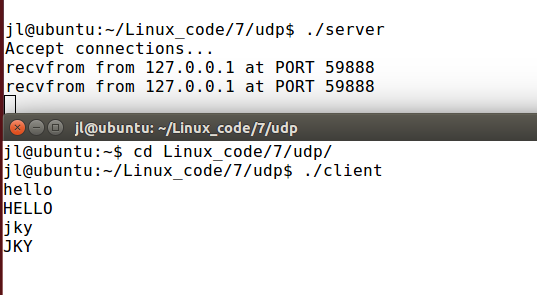 jl@ubuntu:~/Linux_code/7/udp$ ./server
Accept connections...
recvfrom from 127.0.0.1 at PORT 59888
recvfrom from 127.0.0.1 at PORT 59888
jl@ubuntu: ~/Linux_code/7/udp
jl@ubuntu:~$ cd Linux_code/7/udp/
jl@ubuntu:~/Linux_code/7/udp$ ./client
hello
HELLO
jky
JKY